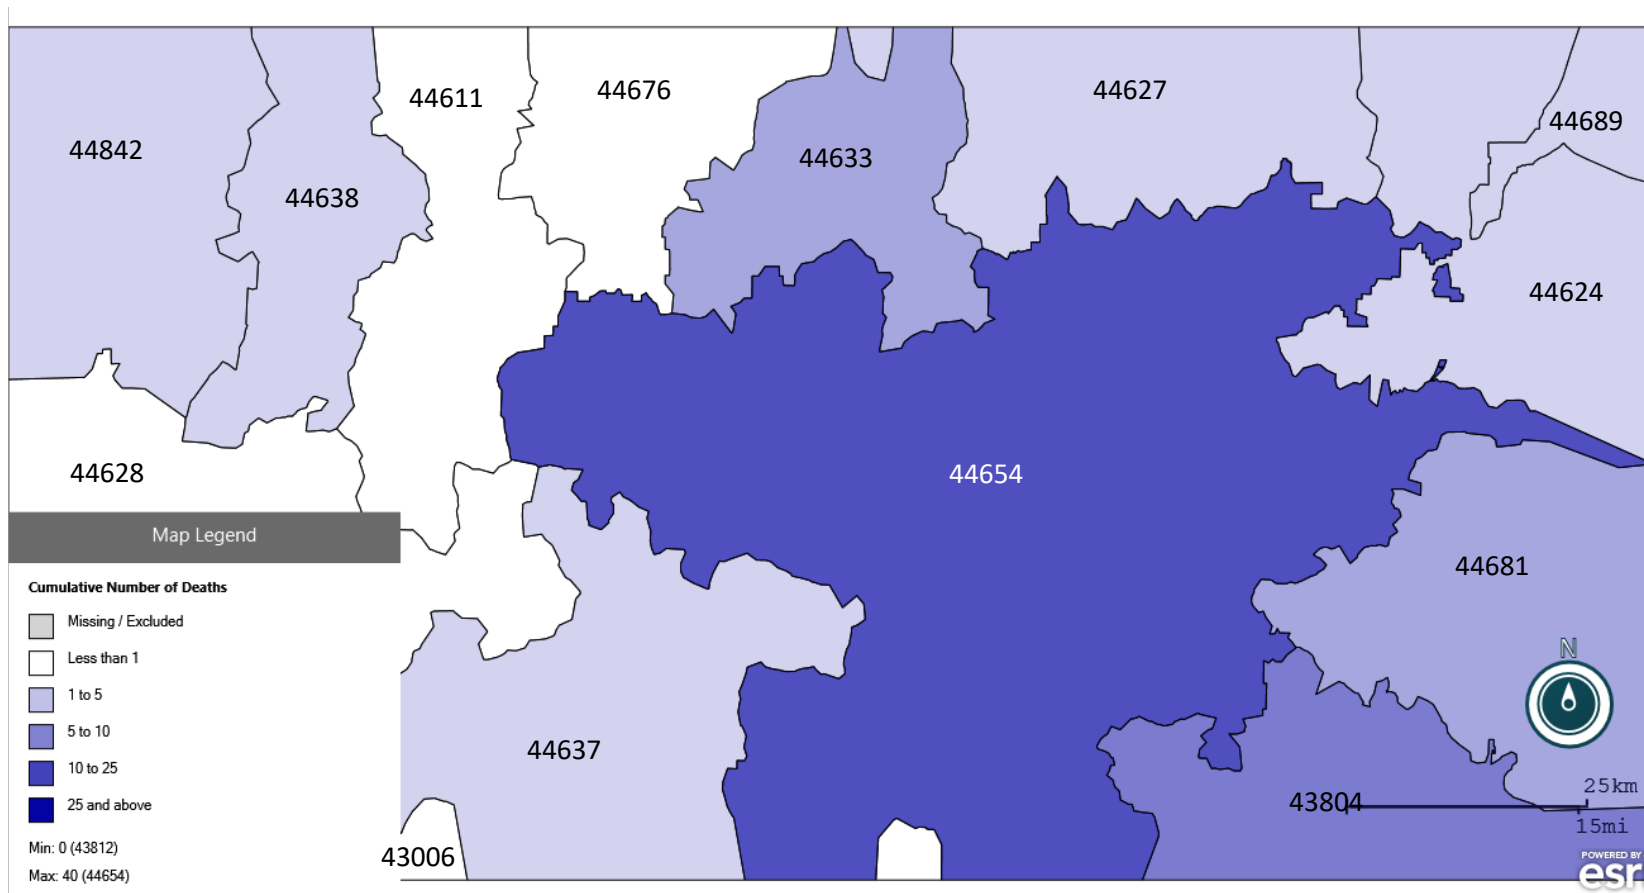 44611
44676
44627
44689
44842
44633
44638
44624
44628
44654
Map Legend
44681
Cumulative Number of Deaths
Missing / Excluded
N
Less than 1
1 to 5
5 to 10
44637
10 to 25
25 and above
25km
43804
15mi
Min: 0 (43812)
43006
Max: 40 (44654)
POWERED BY
esri